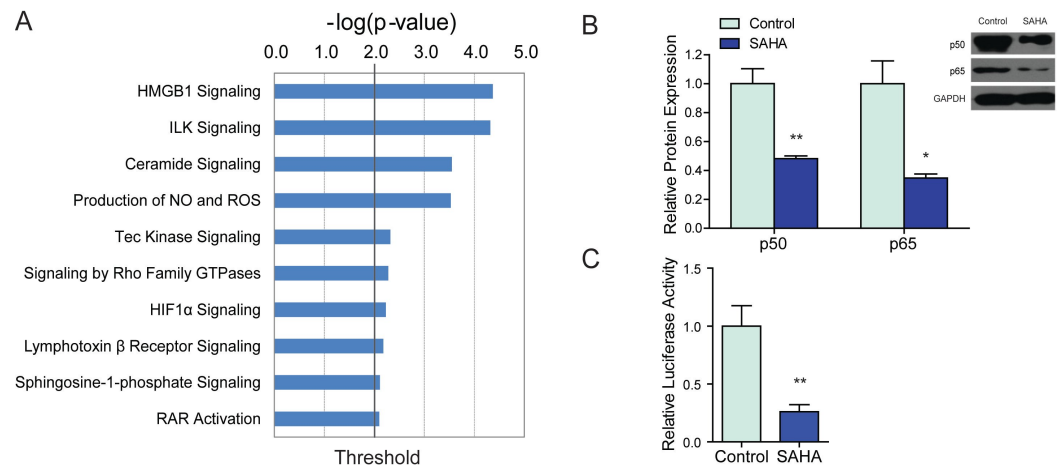 A
-log(p-value)
0.0 1.0 2.0 3.0 4.0 5.0
HMGB1 Signaling
ILK Signaling
Ceramide Signaling
Production of NO and ROS
Tec Kinase Signaling
Signaling by Rho Family GTPases
HIF1α Signaling
Lymphotoxin β Receptor Signaling
Sphingosine-1-phosphate Signaling
RAR Activation
Threshold
B
Control
SAHA
Relative Protein Expression
1.2
1.0
0.8
0.6
0.4
0.2
0.0
**
*
p50 p65
Control SAHA
p50
p65
GAPDH
C
Relative Luciferase Activity
1.5
1.0
0.5
0.0
**
Control SAHA